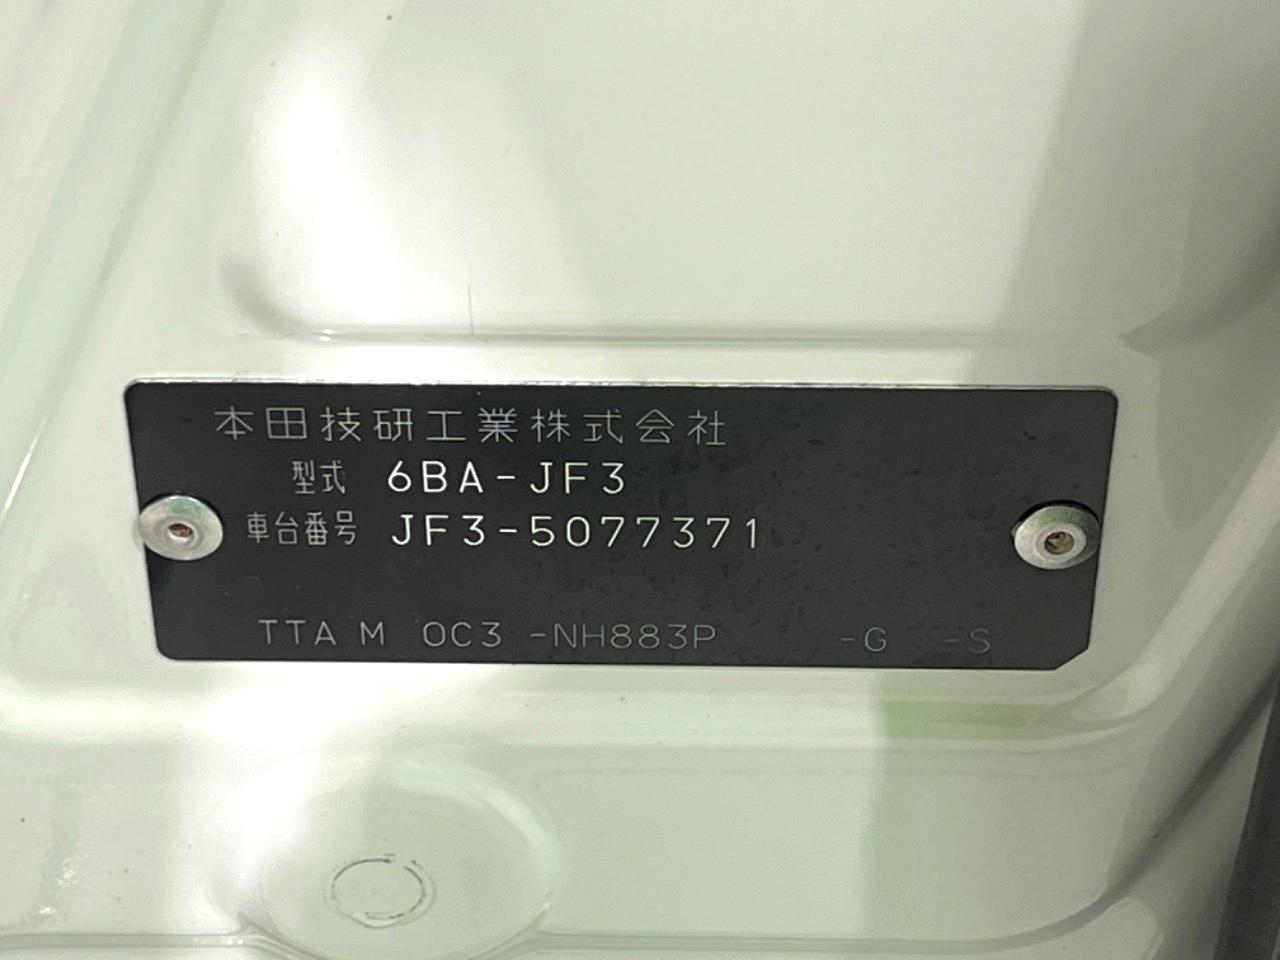 本田技研工業株式会社
型式 6BA-JF3
車台番号 JF3-5077371
TTA M 0C3 -NH883P -G -S